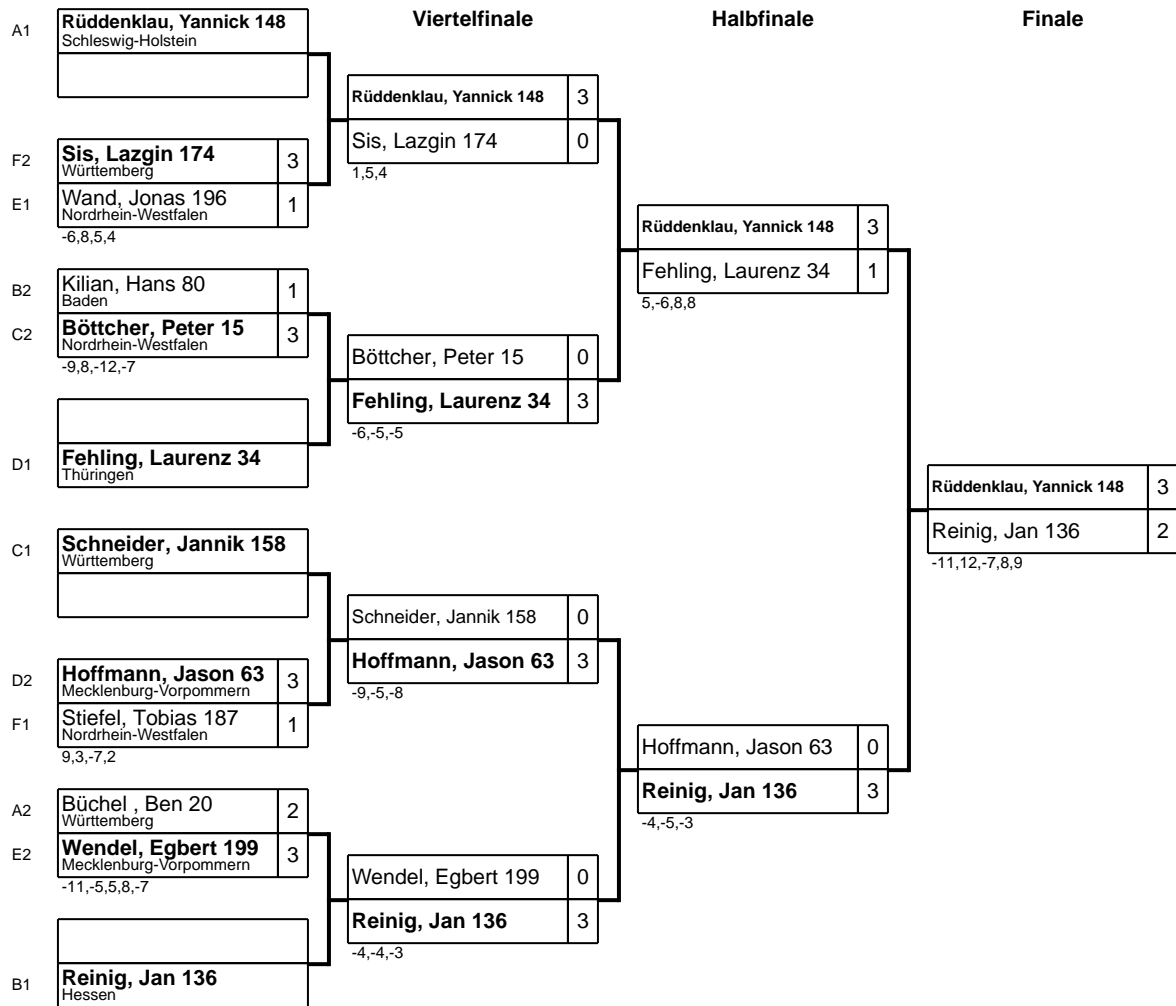 Viertelfinale
Halbfinale
Finale
A1
Rüddenklau, Yannick 148
Schleswig-Holstein
F2
Sis, Lazgin 174
3
Württemberg
E1
Wand, Jonas 196
1
Nordrhein-Westfalen
-6,8,5,4
B2
Kilian, Hans 80
1
Baden
C2
Böttcher, Peter 15
3
Nordrhein-Westfalen
-9,8,-12,-7
D1
Fehling, Laurenz 34
Thüringen
C1
Schneider, Jannik 158
Württemberg
D2
Hoffmann, Jason 63
3
Mecklenburg-Vorpommern
F1
Stiefel, Tobias 187
1
Nordrhein-Westfalen
9,3,-7,2
A2
Büchel , Ben 20
2
Württemberg
E2
Wendel, Egbert 199
3
Mecklenburg-Vorpommern
-11,-5,5,8,-7
B1
Reinig, Jan 136
Hessen
Rüddenklau, Yannick 148
3
Sis, Lazgin 174
0
1,5,4
Böttcher, Peter 15
0
Fehling, Laurenz 34
3
-6,-5,-5
Schneider, Jannik 158
0
Hoffmann, Jason 63
3
-9,-5,-8
Wendel, Egbert 199
0
Reinig, Jan 136
3
-4,-4,-3
Rüddenklau, Yannick 148
3
Fehling, Laurenz 34
1
5,-6,8,8
Hoffmann, Jason 63
0
Reinig, Jan 136
3
-4,-5,-3
Rüddenklau, Yannick 148
3
Reinig, Jan 136
2
-11,12,-7,8,9